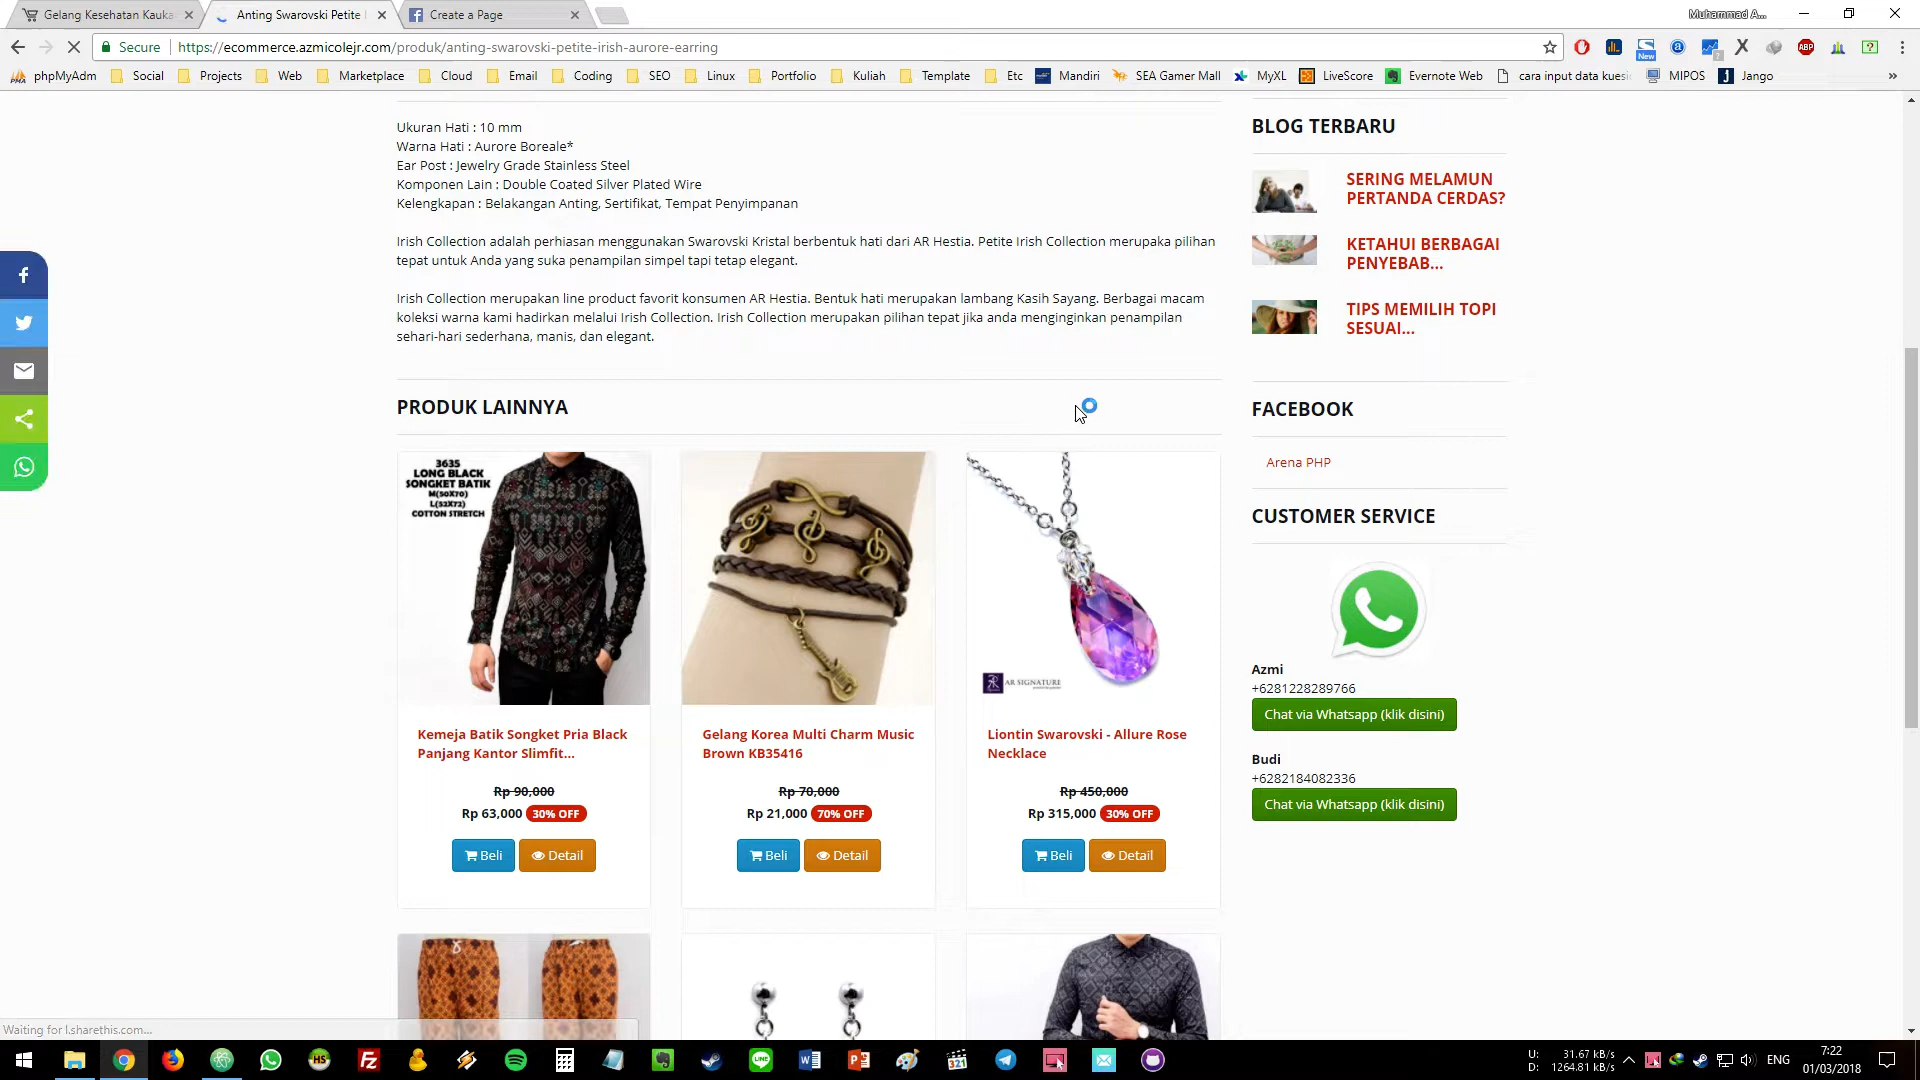 Gelang Kesehatan Kauka
Anting Swarovski Petite
Create a Page
Muhammad A...
Secure
https://ecommerce.azmicolejr.com/produk/anting-swarovski-petite-irish-aurore-earring
New
ABP
phpMyAdm
Social
Projects
Web
Marketplace
Cloud
Email
Coding
SEO
Linux
Portfolio
Kuliah
Template
Etc
Mandiri
SEA Gamer Mall
MyXL
LiveScore
Evernote Web
cara input data kuesi
MIPOS
Jango
Ukuran Hati : 10 mm
Warna Hati : Aurore Boreale*
Ear Post : Jewelry Grade Stainless Steel
Komponen Lain : Double Coated Silver Plated Wire
Kelengkapan : Belakangan Anting, Sertifikat, Tempat Penyimpanan
Irish Collection adalah perhiasan menggunakan Swarovski Kristal berbentuk hati dari AR Hestia. Petite Irish Collection merupaka pilihan
tepat untuk Anda yang suka penampilan simpel tapi tetap elegant.
Irish Collection merupakan line product favorit konsumen AR Hestia. Bentuk hati merupakan lambang Kasih Sayang. Berbagai macam
koleksi warna kami hadirkan melalui Irish Collection. Irish Collection merupakan pilihan tepat jika anda menginginkan penampilan
sehari-hari sederhana, manis, dan elegant.
PRODUK LAINNYA
3635
LONG BLACK
SONGKET BATIK
M(50X70)
L(52X72)
COTTON STRETCH
AR SIGNATURE
Kemeja Batik Songket Pria Black
Panjang Kantor Slimfit...
Rp 90,000
Rp 63,000 30% OFF
Beli
Detail
Gelang Korea Multi Charm Music
Brown KB35416
Rp 70,000
Rp 21,000 70% OFF
Beli
Detail
Liontin Swarovski - Allure Rose
Necklace
Rp 450,000
Rp 315,000 30% OFF
Beli
Detail
BLOG TERBARU
SERING MELAMUN
PERTANDA CERDAS?
KETAHUI BERBAGAI
PENYEBAB...
TIPS MEMILIH TOPI
SESUAI...
FACEBOOK
Arena PHP
CUSTOMER SERVICE
Azmi
+6281228289766
Chat via Whatsapp (klik disini)
Budi
+6282184082336
Chat via Whatsapp (klik disini)
Waiting for l.sharethis.com...
U: 31.67 kB/s
D: 1264.81 kB/s
ENG
7:22
01/03/2018